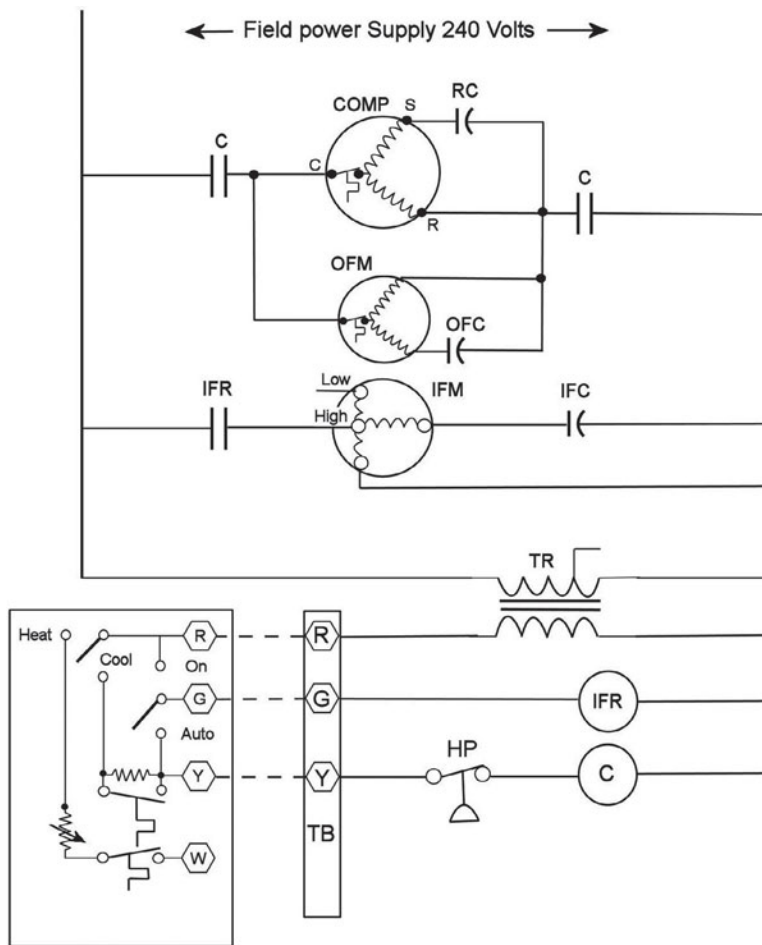 Field power Supply 240 Volts
COMP S RC
C C
C
R
OFM
OFC
Low
IFR IFM IFC
High
TR
Heat R R
Cool On
G G IFR
Auto
HP
Y Y C
TB
W